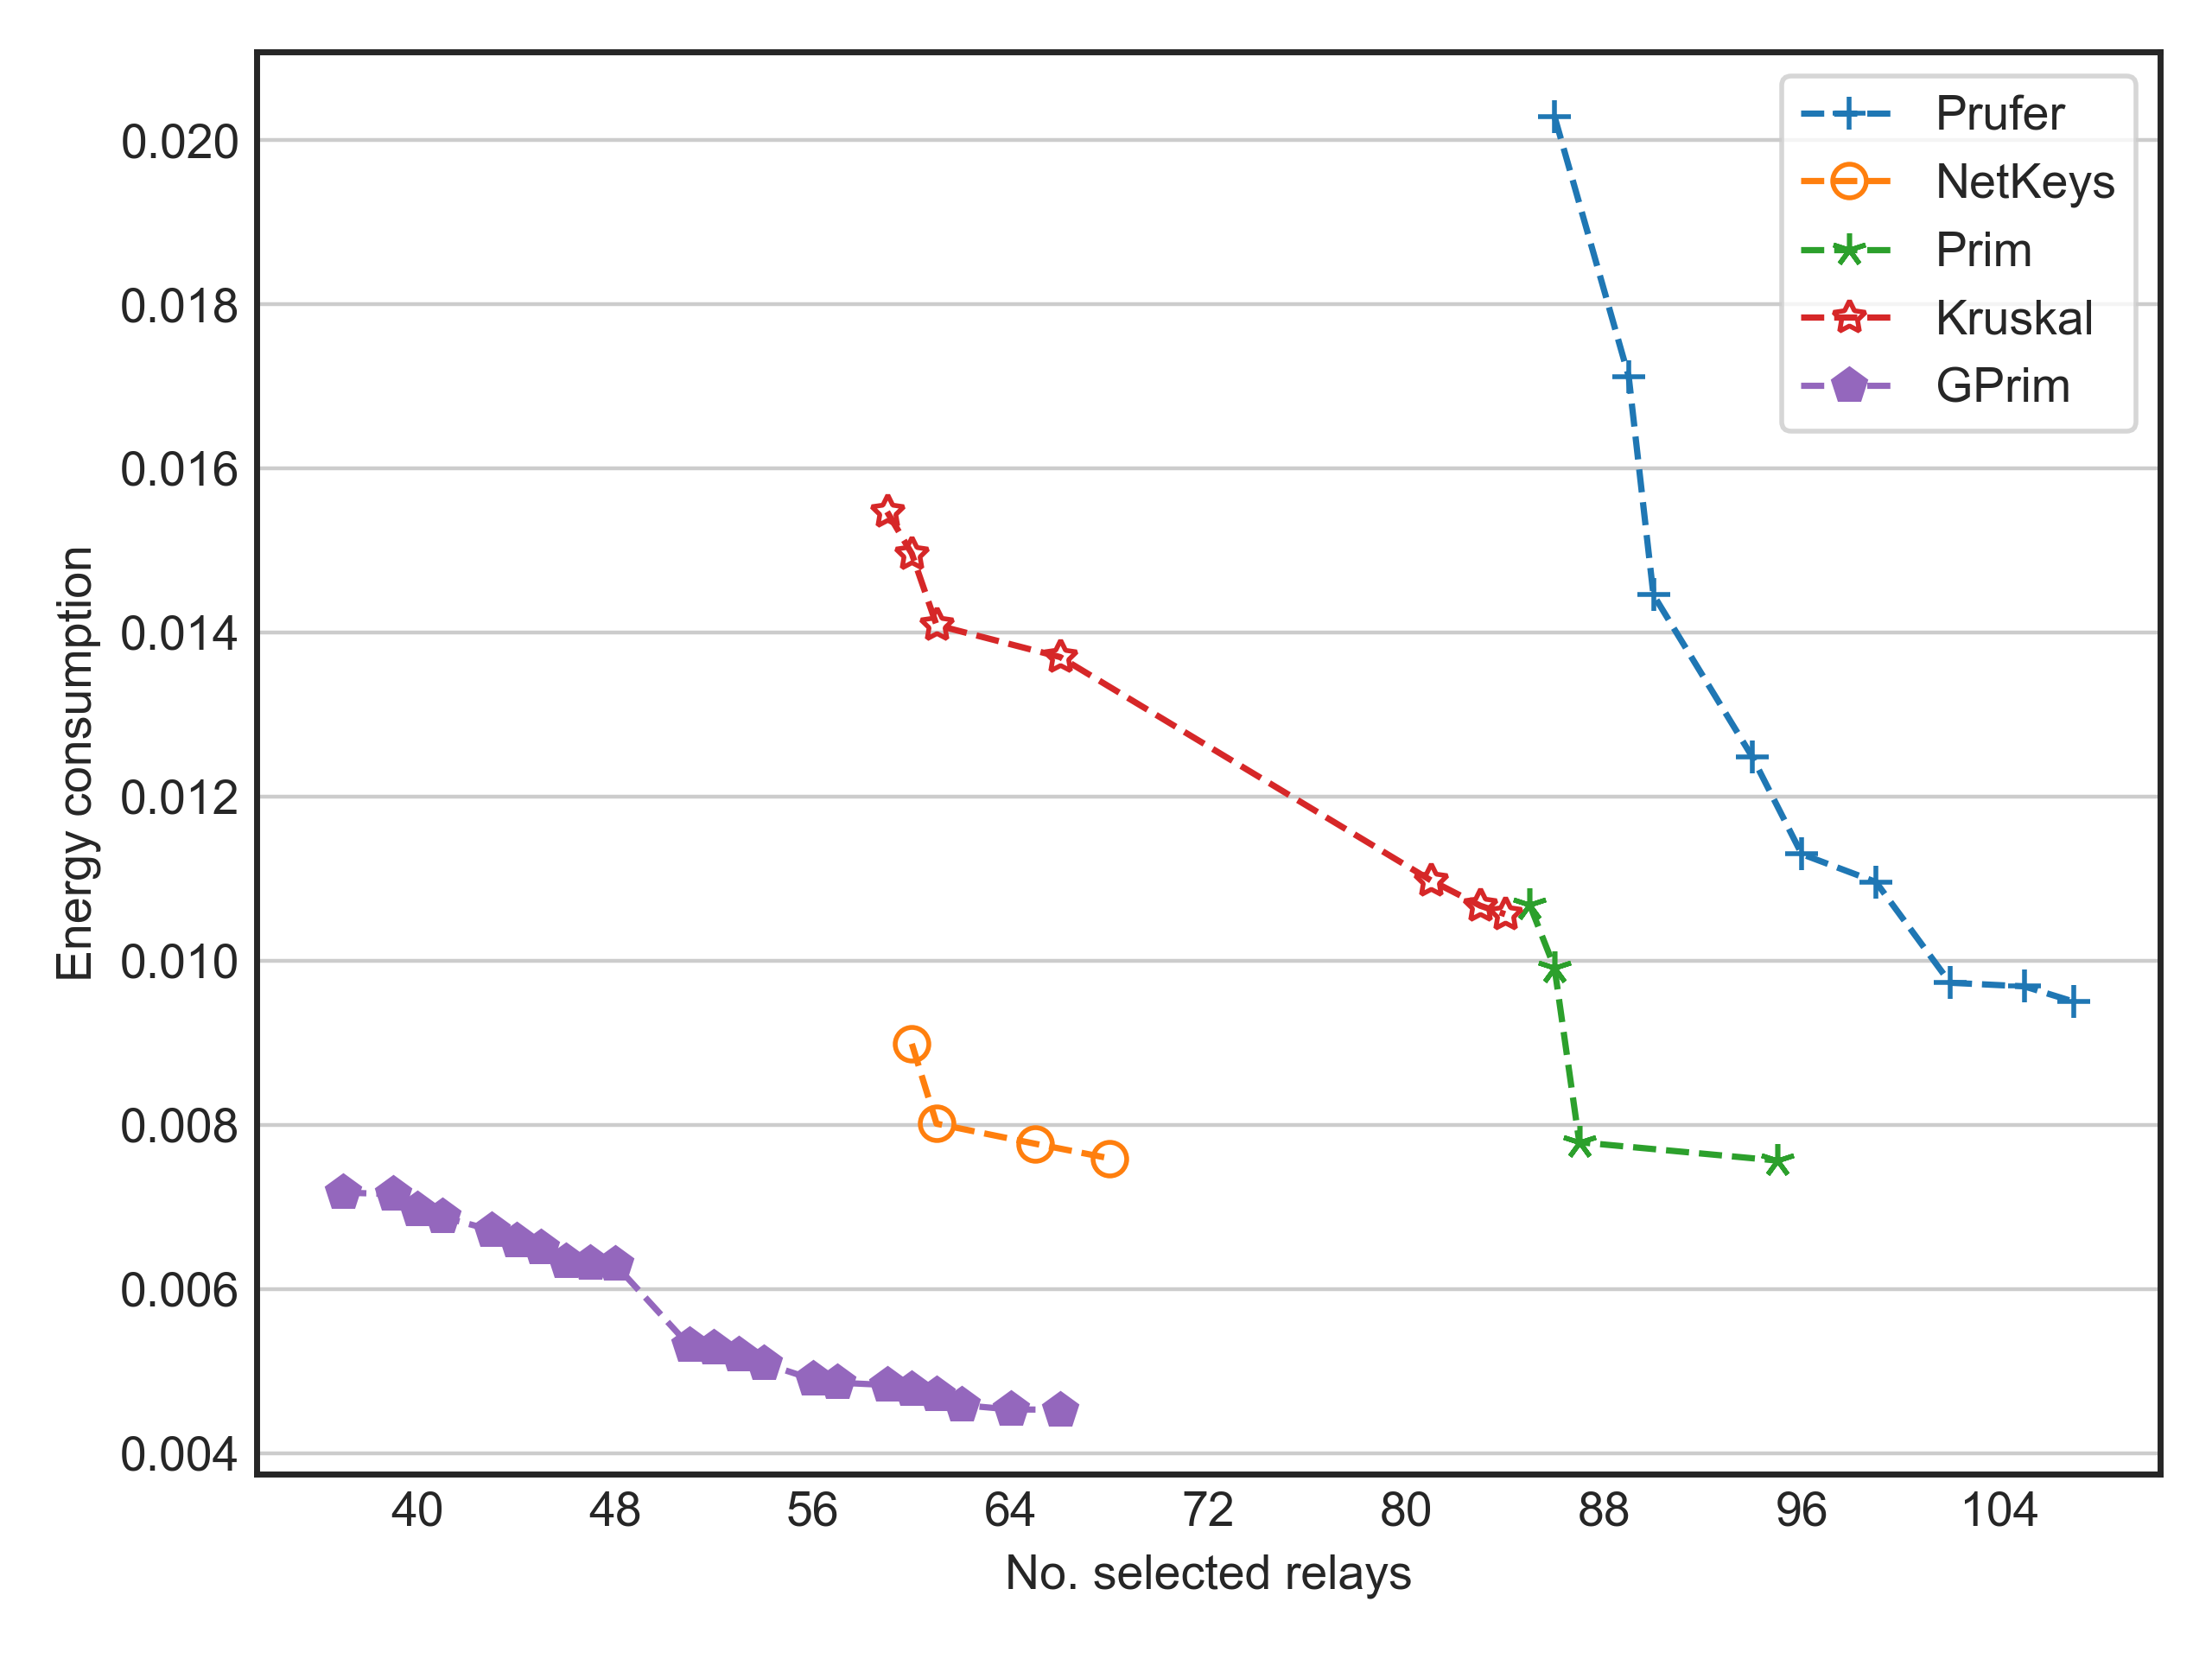 Energy consumption
0.020
0.018
0.016
0.014
0.012
0.010
0.008
0.006
0.004
Prufer
NetKeys
Prim
Kruskal
GPrim
40 48 56 64 72 80 88 96 104
No. selected relays